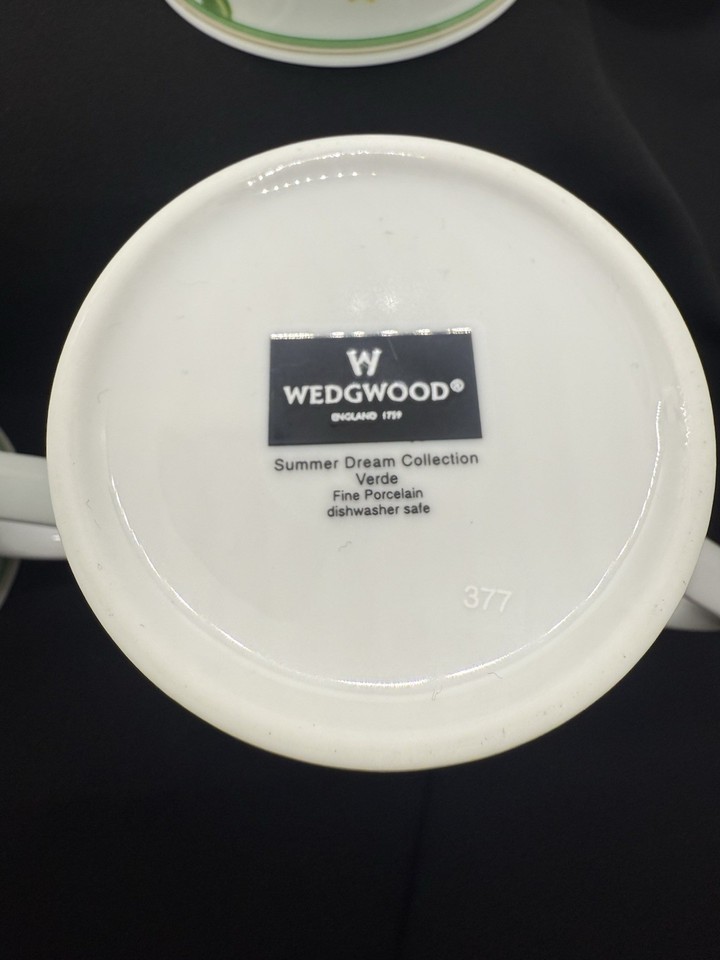 W
WEDGWOOD®
ENGLAND 1759
Summer Dream Collection
Verde
Fine Porcelain
dishwasher safe
377